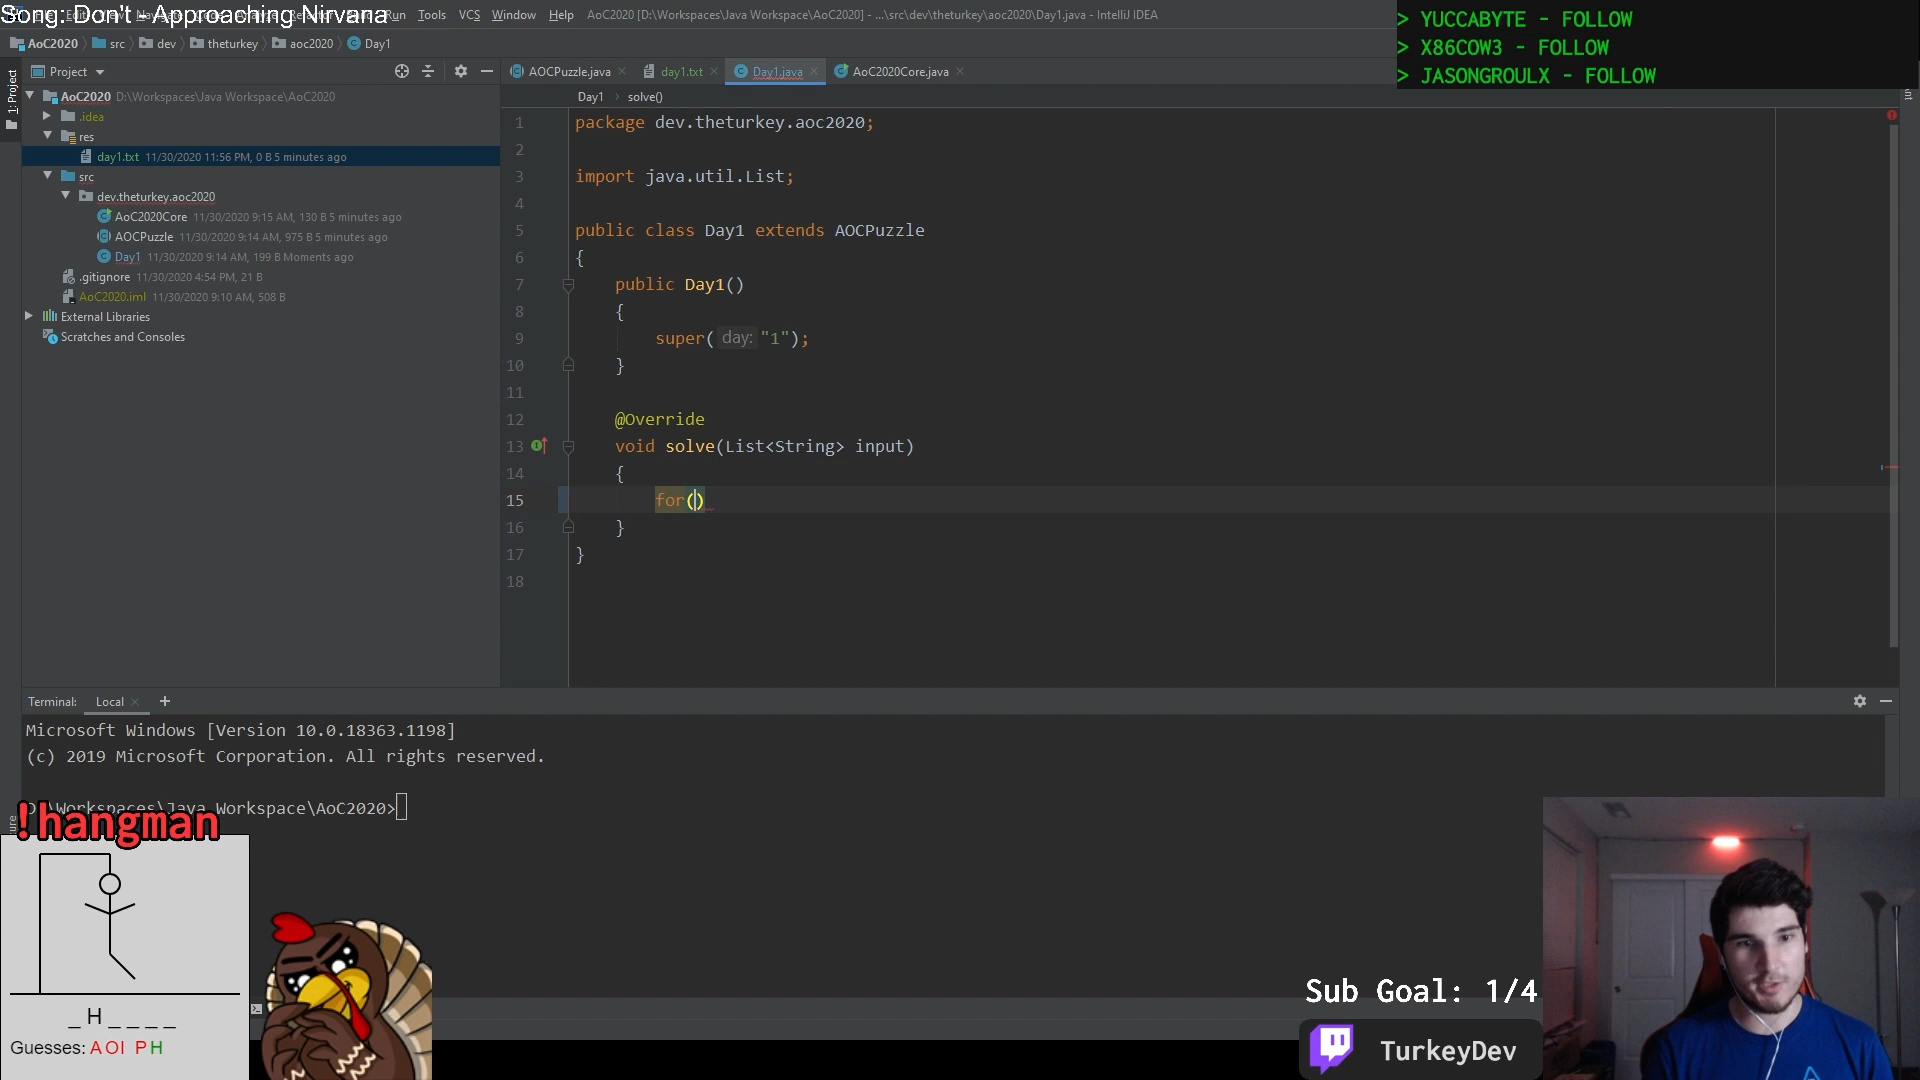 Song: Don't - Approaching Nirvana
Run Tools VCS Window Help AoC2020 [D:\Workspaces\Java Workspace\AoC2020] - ...\src\dev\theturkey\aoc2020\Day1.java - IntelliJ IDEA
> YUCCABYTE - FOLLOW
> X86COW3 - FOLLOW
> JASONGROULX - FOLLOW
AoC2020 src dev theturkey aoc2020 Day1
1: Project
Project
AOCPuzzle.java day1.txt Day1.java AoC2020Core.java
AoC2020 D:\Workspaces\Java Workspace\AoC2020
.idea
res
day1.txt 11/30/2020 11:56 PM, 0 B 5 minutes ago
src
dev.theturkey.aoc2020
AoC2020Core 11/30/2020 9:15 AM, 130 B 5 minutes ago
AOCPuzzle 11/30/2020 9:14 AM, 975 B 5 minutes ago
Day1 11/30/2020 9:14 AM, 199 B Moments ago
.gitignore 11/30/2020 4:54 PM, 21 B
AoC2020.iml 11/30/2020 9:10 AM, 508 B
External Libraries
Scratches and Consoles
Day1 solve()
1 package dev.theturkey.aoc2020;
2
3 import java.util.List;
4
5 public class Day1 extends AOCPuzzle
6 {
7 public Day1()
8 {
9 super( day: "1");
10 }
11
12 @Override
13 void solve(List<String> input)
14 {
15 for()
16 }
17 }
18
Terminal: Local +
Microsoft Windows [Version 10.0.18363.1198]
(c) 2019 Microsoft Corporation. All rights reserved.
D:\Workspaces\Java Workspace\AoC2020>
!hangman
_ H _ _ _ _
Guesses: A O I P H
Sub Goal: 1/4
TurkeyDev